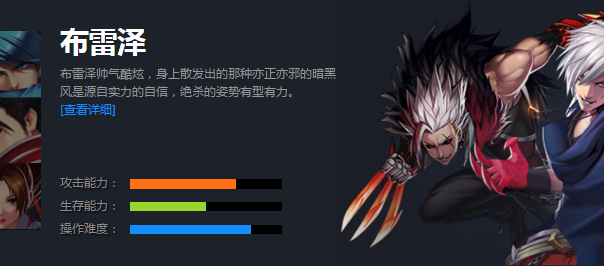 布雷泽
布雷泽帅气酷炫，身上散发出的那种亦正亦邪的暗黑
风是源自实力的自信，绝杀的姿势有型有力。
[查看详细]
攻击能力：
生存能力：
操作难度：